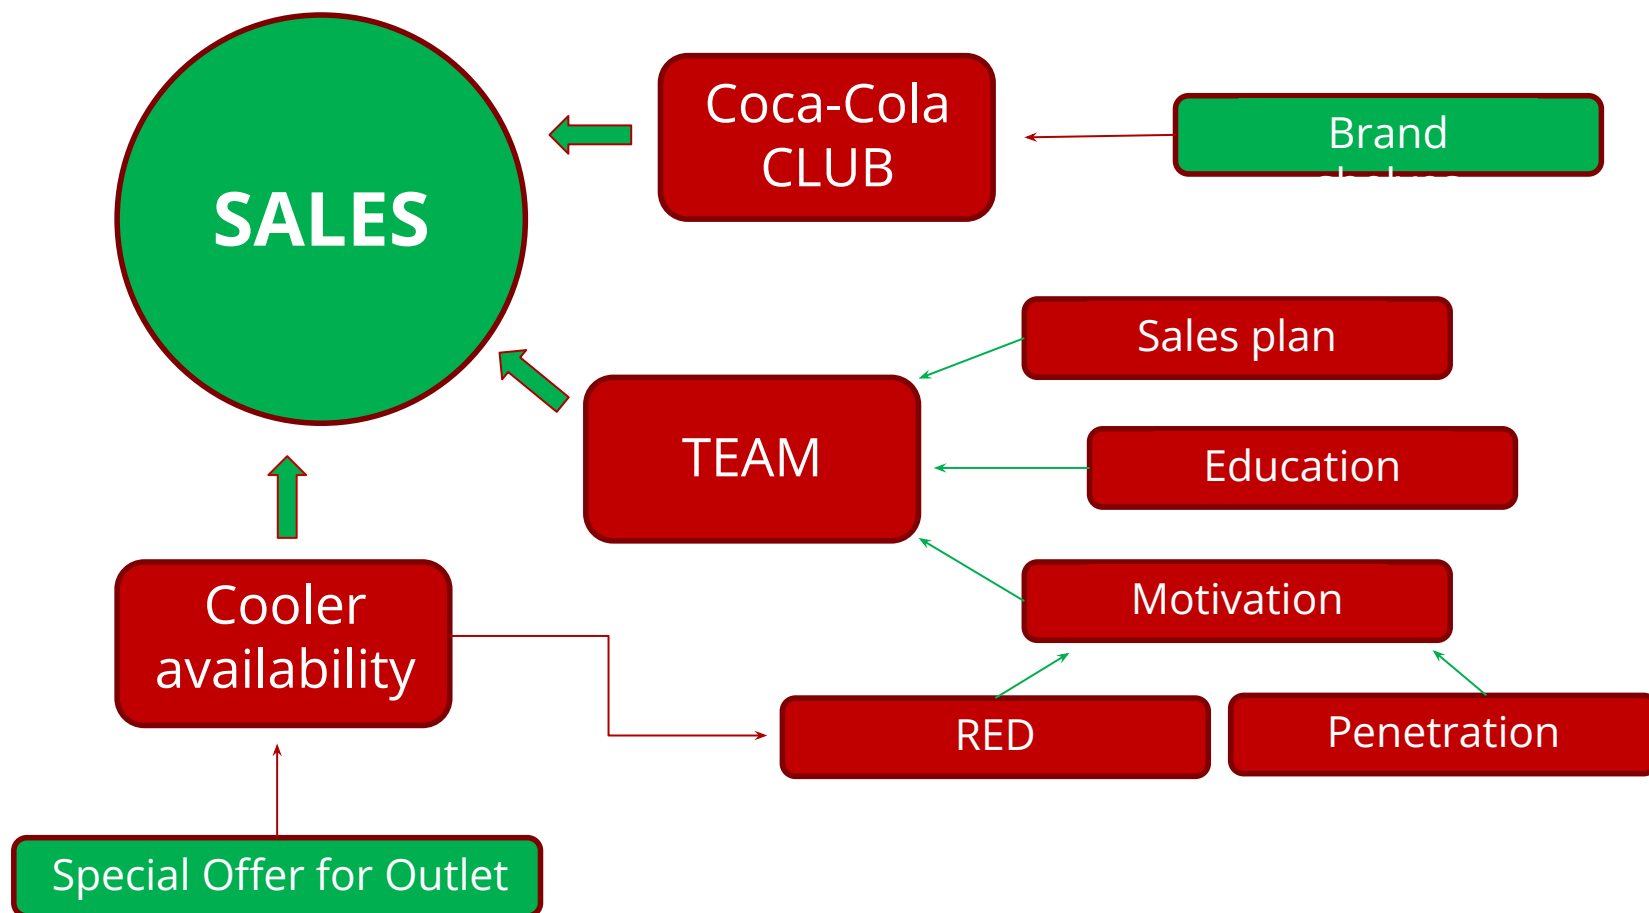 SALES
Coca-Cola
CLUB
Brand
Sales plan
TEAM
Education
Motivation
Cooler
availability
RED
Penetration
Special Offer for Outlet